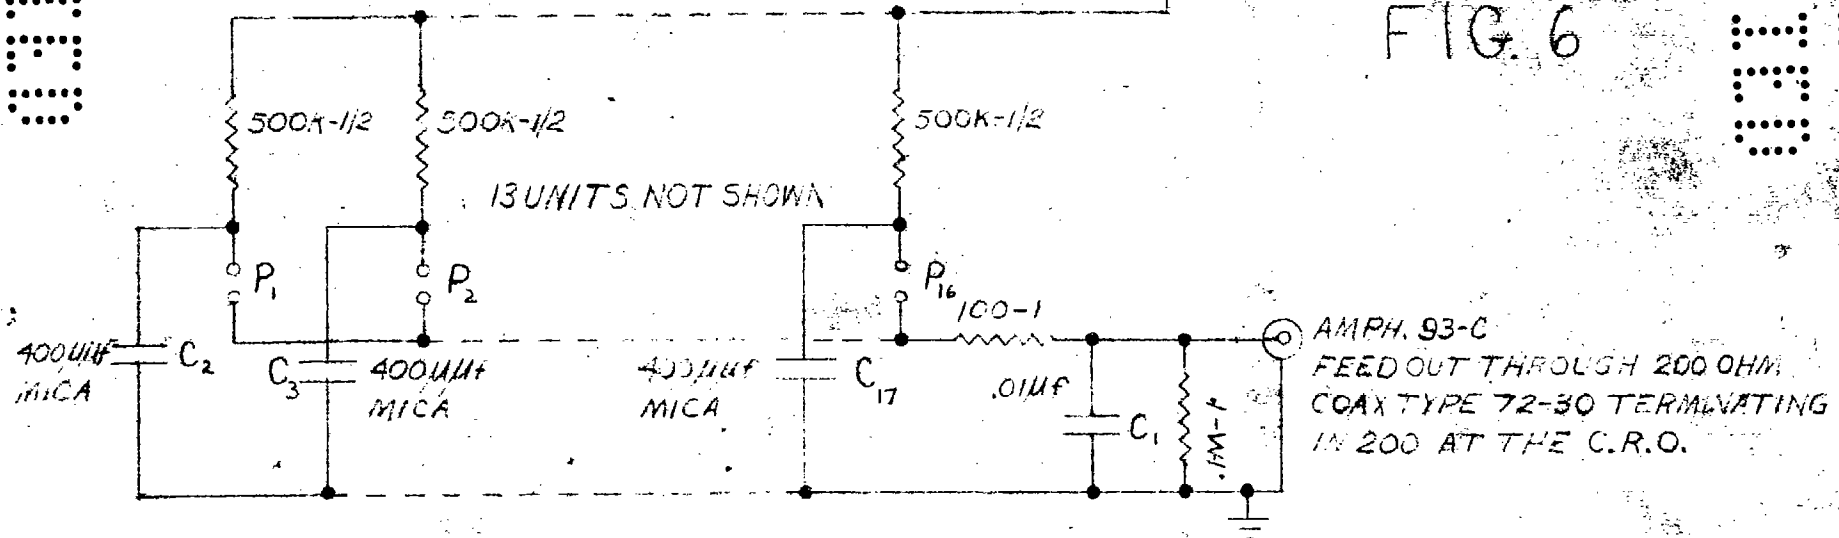 FIG. 6
500K-1/2
500K-1/2
500K-1/2
13 UNITS NOT SHOWN
P1
P2
P16
100-1
400μμf
MICA
C2
C3
400μμf
MICA
400μμf
MICA
C17
.01μf
C1
.1M-1
AMPH. 93-C
FEED OUT THROUGH 200 OHM
COAX TYPE 72-30 TERMINATING
IN 200 AT THE C.R.O.